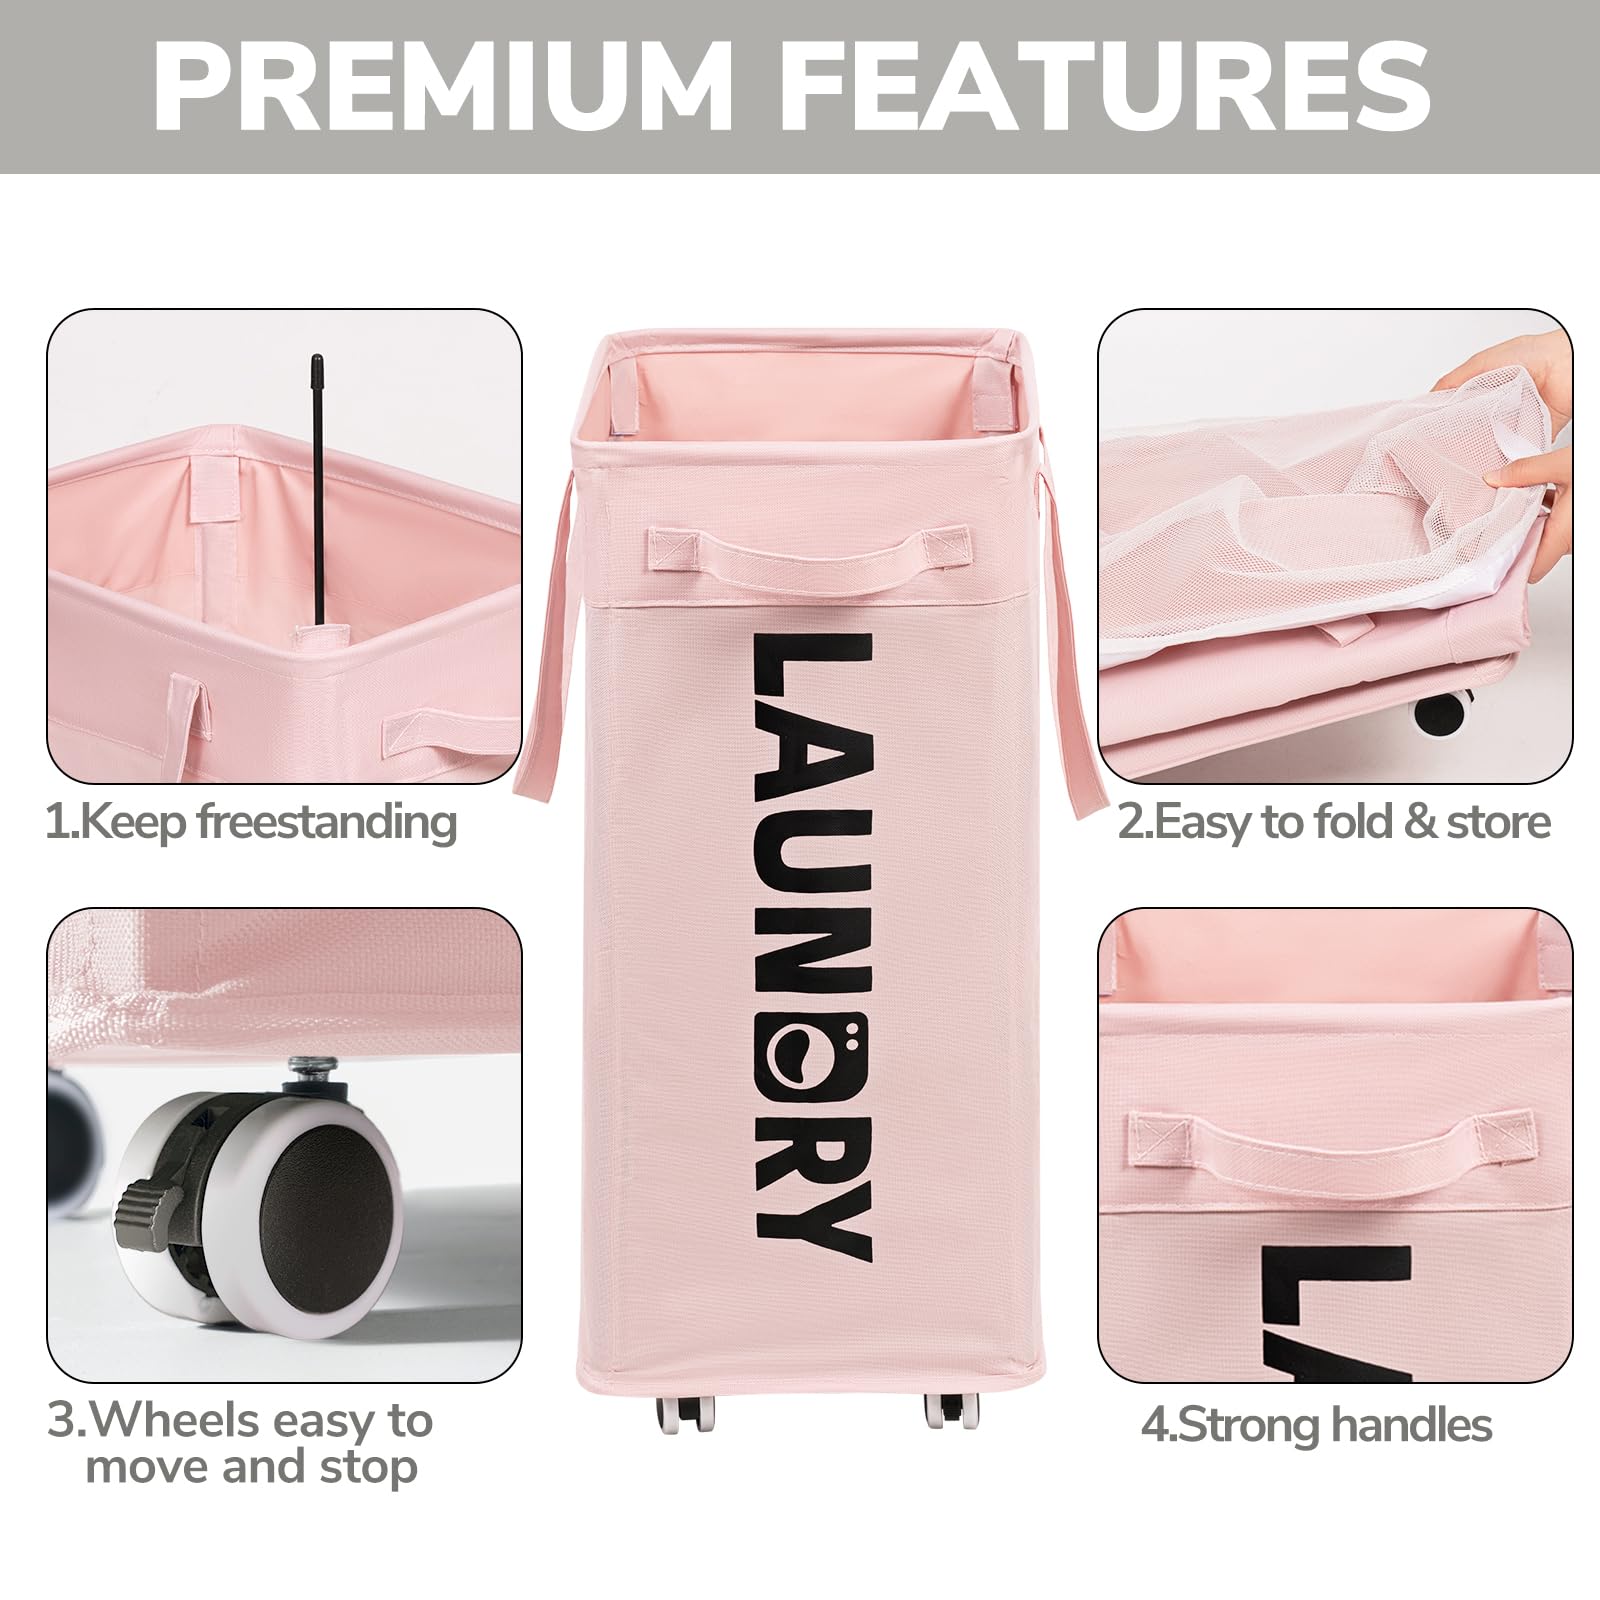 PREMIUM FEATURES
1.Keep freestanding
2.Easy to fold & store
LAUNDRY
3.Wheels easy to
move and stop
LA
4.Strong handles